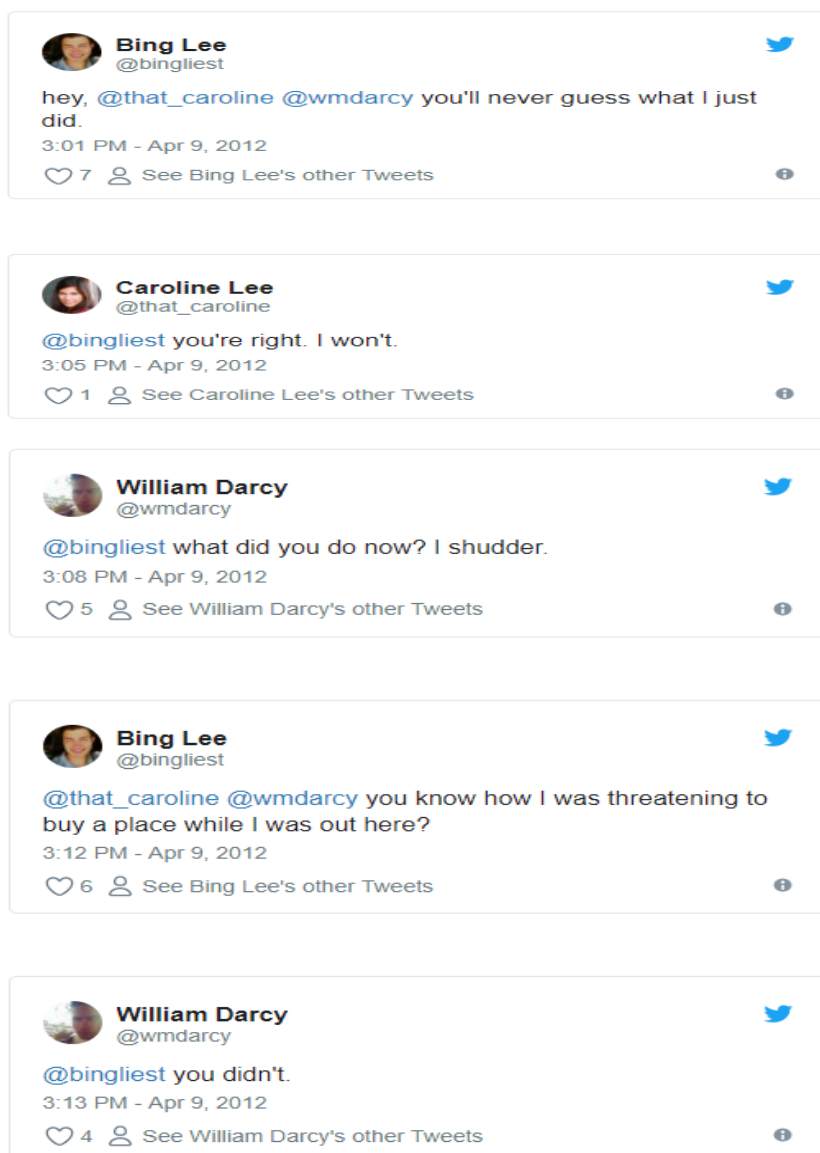 Bing Lee
@bingliest
hey, @that_caroline @wmdarcy you'll never guess what I just
did.
3:01 PM - Apr 9, 2012
7 See Bing Lee's other Tweets
Caroline Lee
@that_caroline
@bingliest you're right. I won't.
3:05 PM - Apr 9, 2012
1 See Caroline Lee's other Tweets
William Darcy
@wmdarcy
@bingliest what did you do now? I shudder.
3:08 PM - Apr 9, 2012
5 See William Darcy's other Tweets
Bing Lee
@bingliest
@that_caroline @wmdarcy you know how I was threatening to
buy a place while I was out here?
3:12 PM - Apr 9, 2012
6 See Bing Lee's other Tweets
William Darcy
@wmdarcy
@bingliest you didn't.
3:13 PM - Apr 9, 2012
4 See William Darcy's other Tweets